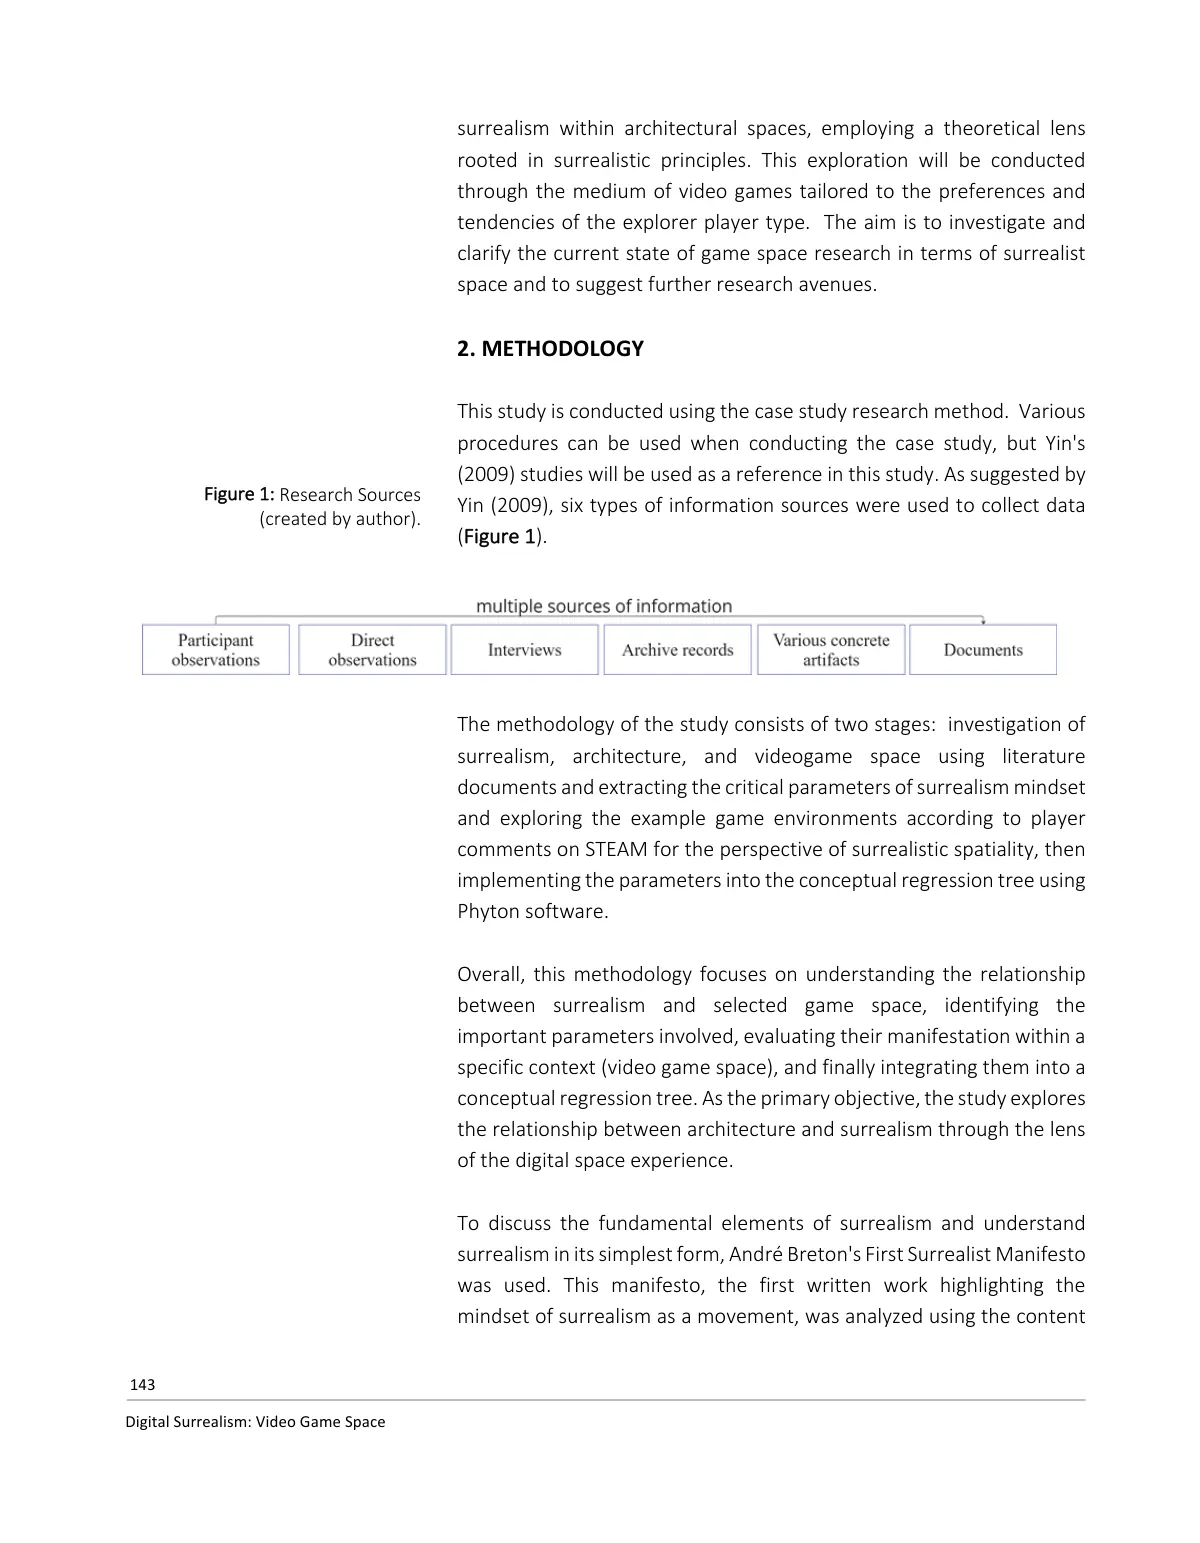 surrealism within architectural spaces, employing a theoretical lens
rooted in surrealistic principles. This exploration will be conducted
through the medium of video games tailored to the preferences and
tendencies of the explorer player type.  The aim is to investigate and
clarify the current state of game space research in terms of surrealist
space and to suggest further research avenues.
2. METHODOLOGY
This study is conducted using the case study research method.  Various
procedures can be used when conducting the case study, but Yin's
(2009) studies will be used as a reference in this study. As suggested by
Yin (2009), six types of information sources were used to collect data
(Figure 1).
Figure 1: Research Sources
(created by author).
multiple sources of information
Participant
observations
Direct
observations
Interviews
Archive records
Various concrete
artifacts
Documents
The methodology of the study consists of two stages:  investigation of
surrealism, architecture, and videogame space using literature
documents and extracting the critical parameters of surrealism mindset
and exploring the example game environments according to player
comments on STEAM for the perspective of surrealistic spatiality, then
implementing the parameters into the conceptual regression tree using
Phyton software.
Overall, this methodology focuses on understanding the relationship
between surrealism and selected game space, identifying the
important parameters involved, evaluating their manifestation within a
specific context (video game space), and finally integrating them into a
conceptual regression tree. As the primary objective, the study explores
the relationship between architecture and surrealism through the lens
of the digital space experience.
To discuss the fundamental elements of surrealism and understand
surrealism in its simplest form, André Breton's First Surrealist Manifesto
was used. This manifesto, the first written work highlighting the
mindset of surrealism as a movement, was analyzed using the content
143
Digital Surrealism: Video Game Space